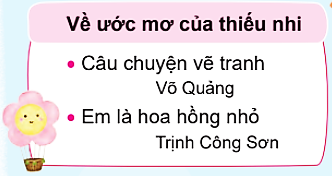 Về ước mơ của thiếu nhi
• Câu chuyện vẽ tranh
Võ Quảng
• Em là hoa hồng nhỏ
Trịnh Công Sơn